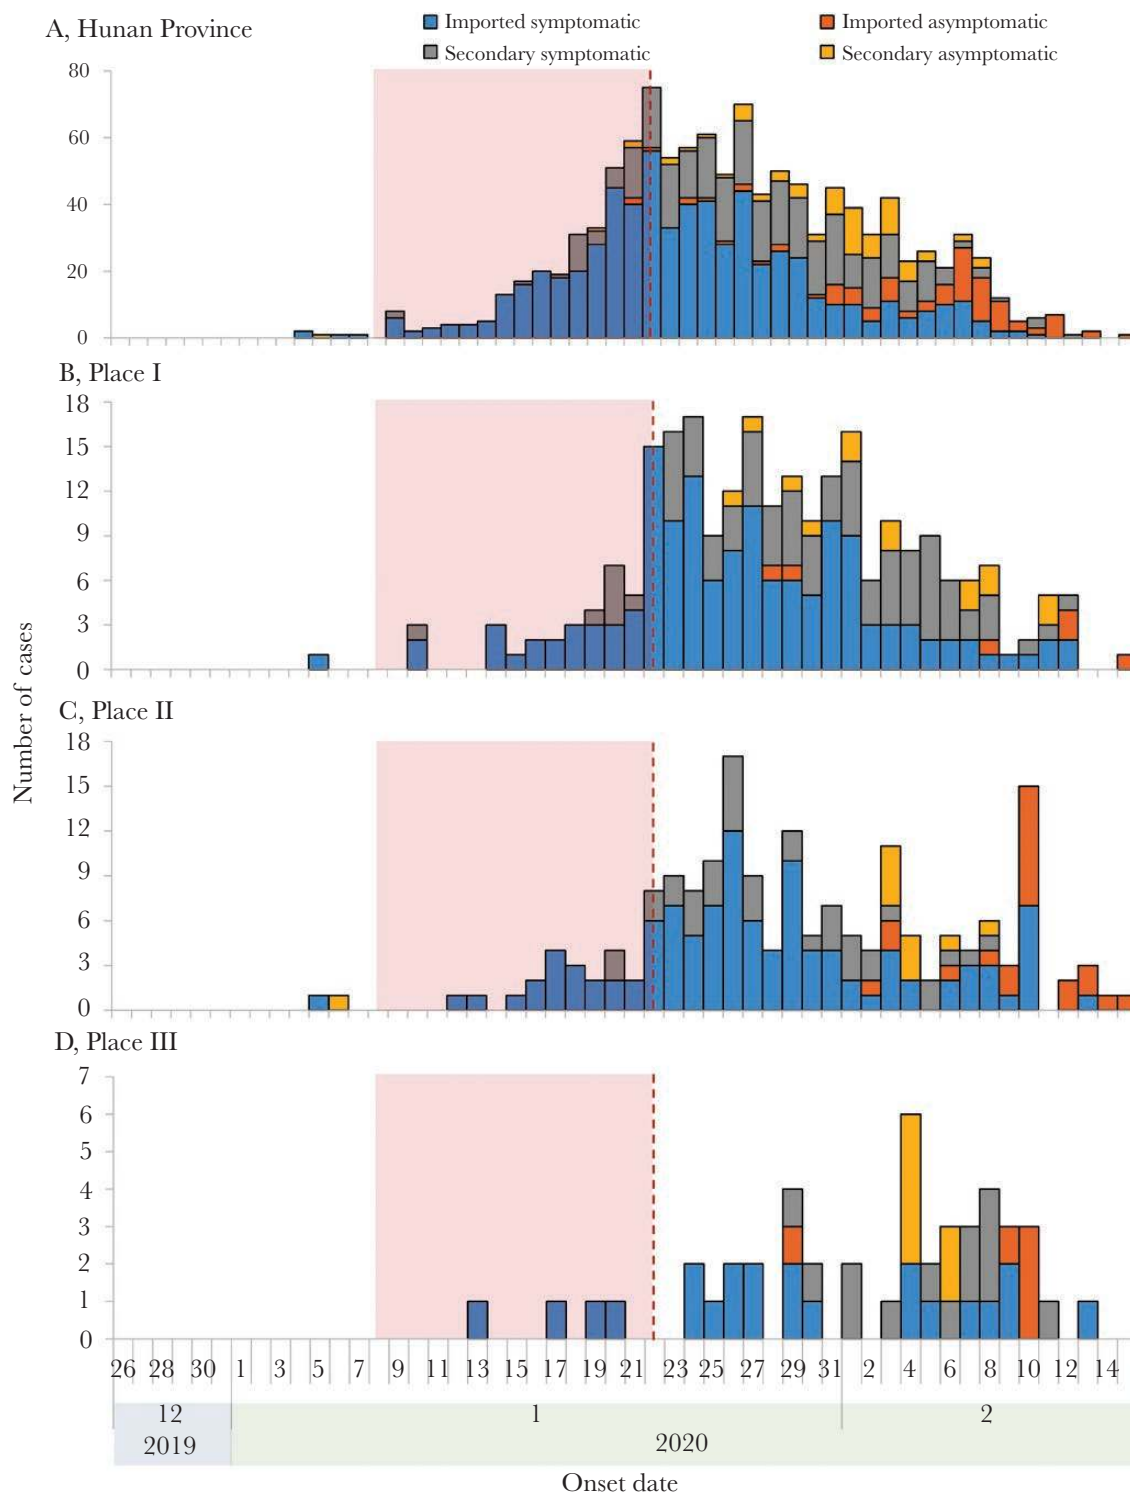 A, Hunan Province
Imported symptomatic
Imported asymptomatic
Secondary symptomatic
Secondary asymptomatic
80
60
40
20
0
B, Place I
18
15
12
9
6
3
0
C, Place II
18
15
12
9
6
3
0
D, Place III
7
6
5
4
3
2
1
0
Number of cases
26 28 30 1 3 5 7 9 11 13 15 17 19 21 23 25 27 29 31 2 4 6 8 10 12 14
12 1 2
2019 2020
Onset date